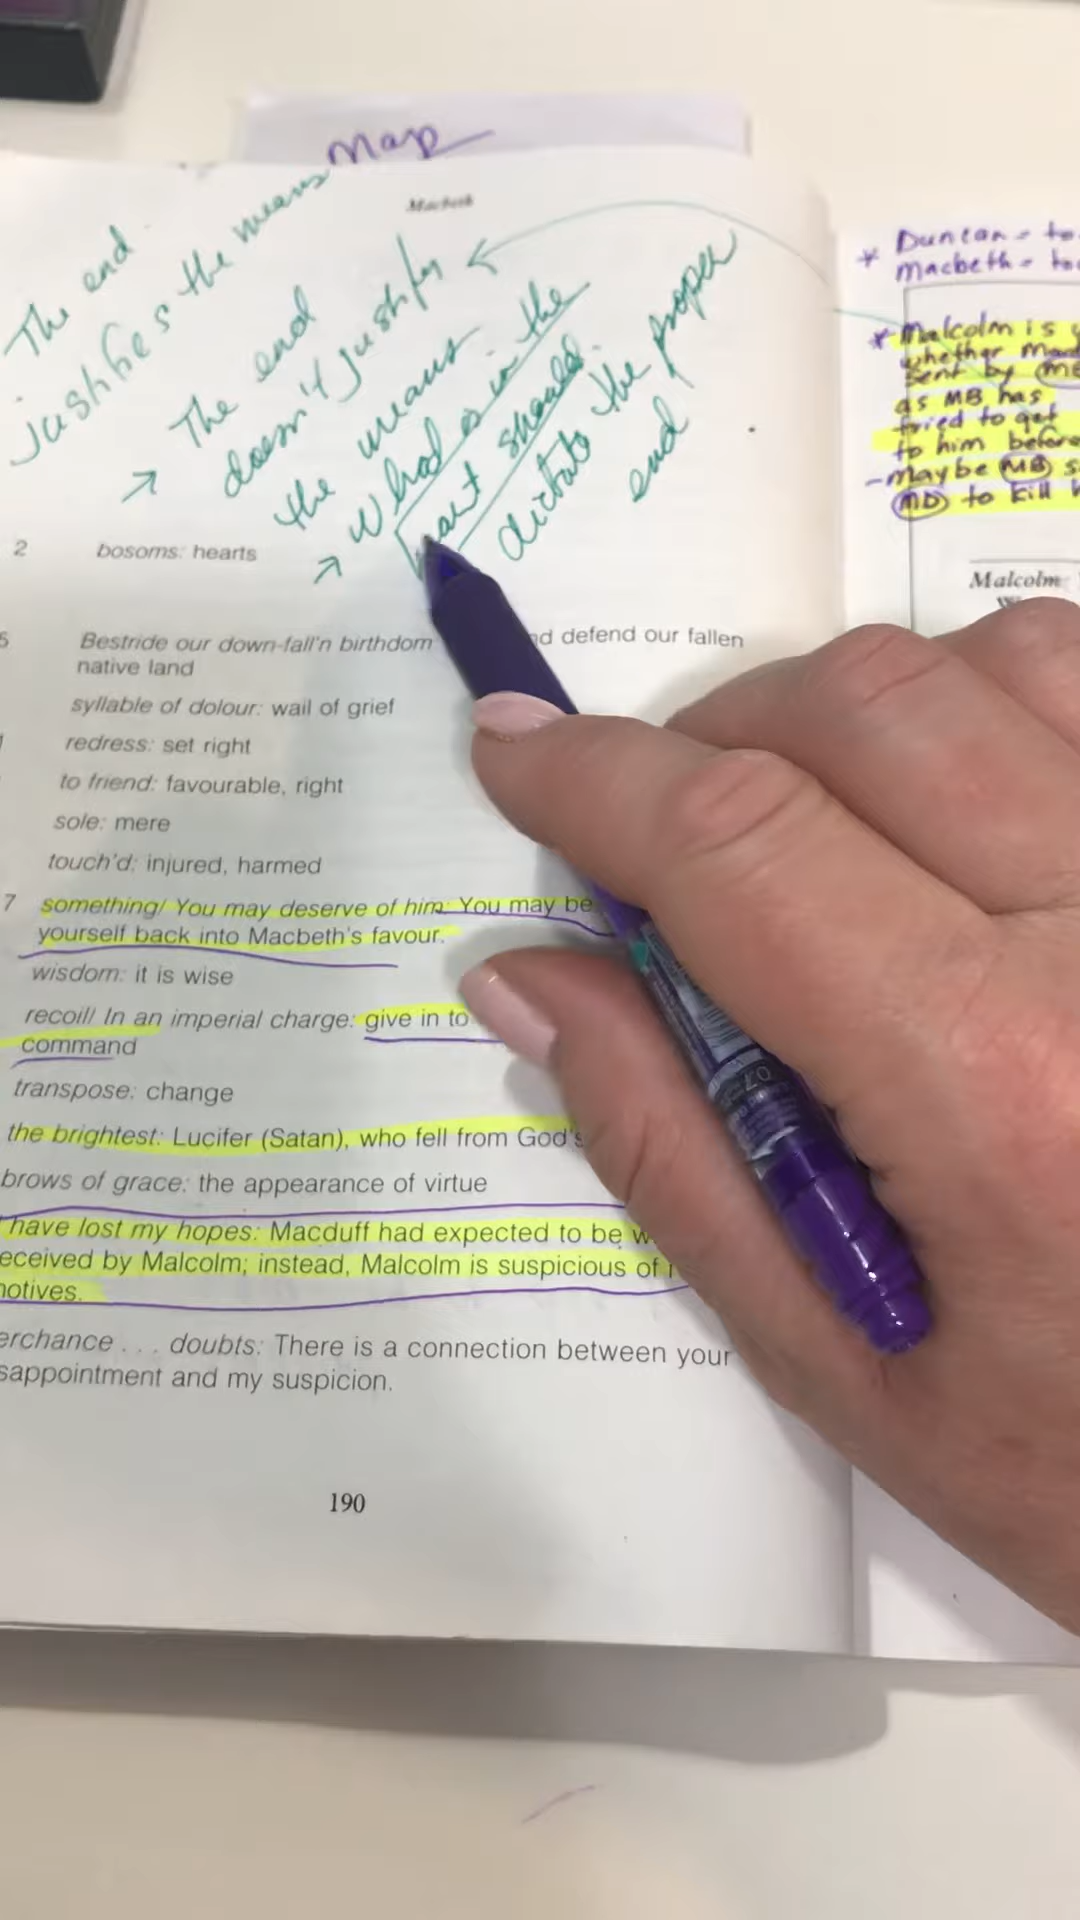 Map
Macbeth
The end
justifies the means
The end
doesn't justify
the means
What is in the
heart should
dictate the proper
end
2 bosoms: hearts
Bestride our down-fall'n birthdom d defend our fallen
native land
syllable of dolour: wail of grief
redress: set right
to friend: favourable, right
sole: mere
touch'd: injured, harmed
7 something/ You may deserve of him: You may be
yourself back into Macbeth's favour.
wisdom: it is wise
recoil/ In an imperial charge: give in to
command
transpose: change
the brightest: Lucifer (Satan), who fell from God's
brows of grace: the appearance of virtue
have lost my hopes: Macduff had expected to be w
eceived by Malcolm; instead, Malcolm is suspicious of
otives.
erchance . . . doubts: There is a connection between your
sappointment and my suspicion.
190
* Duncan - to
Macbeth - to
* Malcolm is
whether
sent by
as MB has
tried to get
to him before
- maybe MB s
MD to kill
Malcolm
0.7